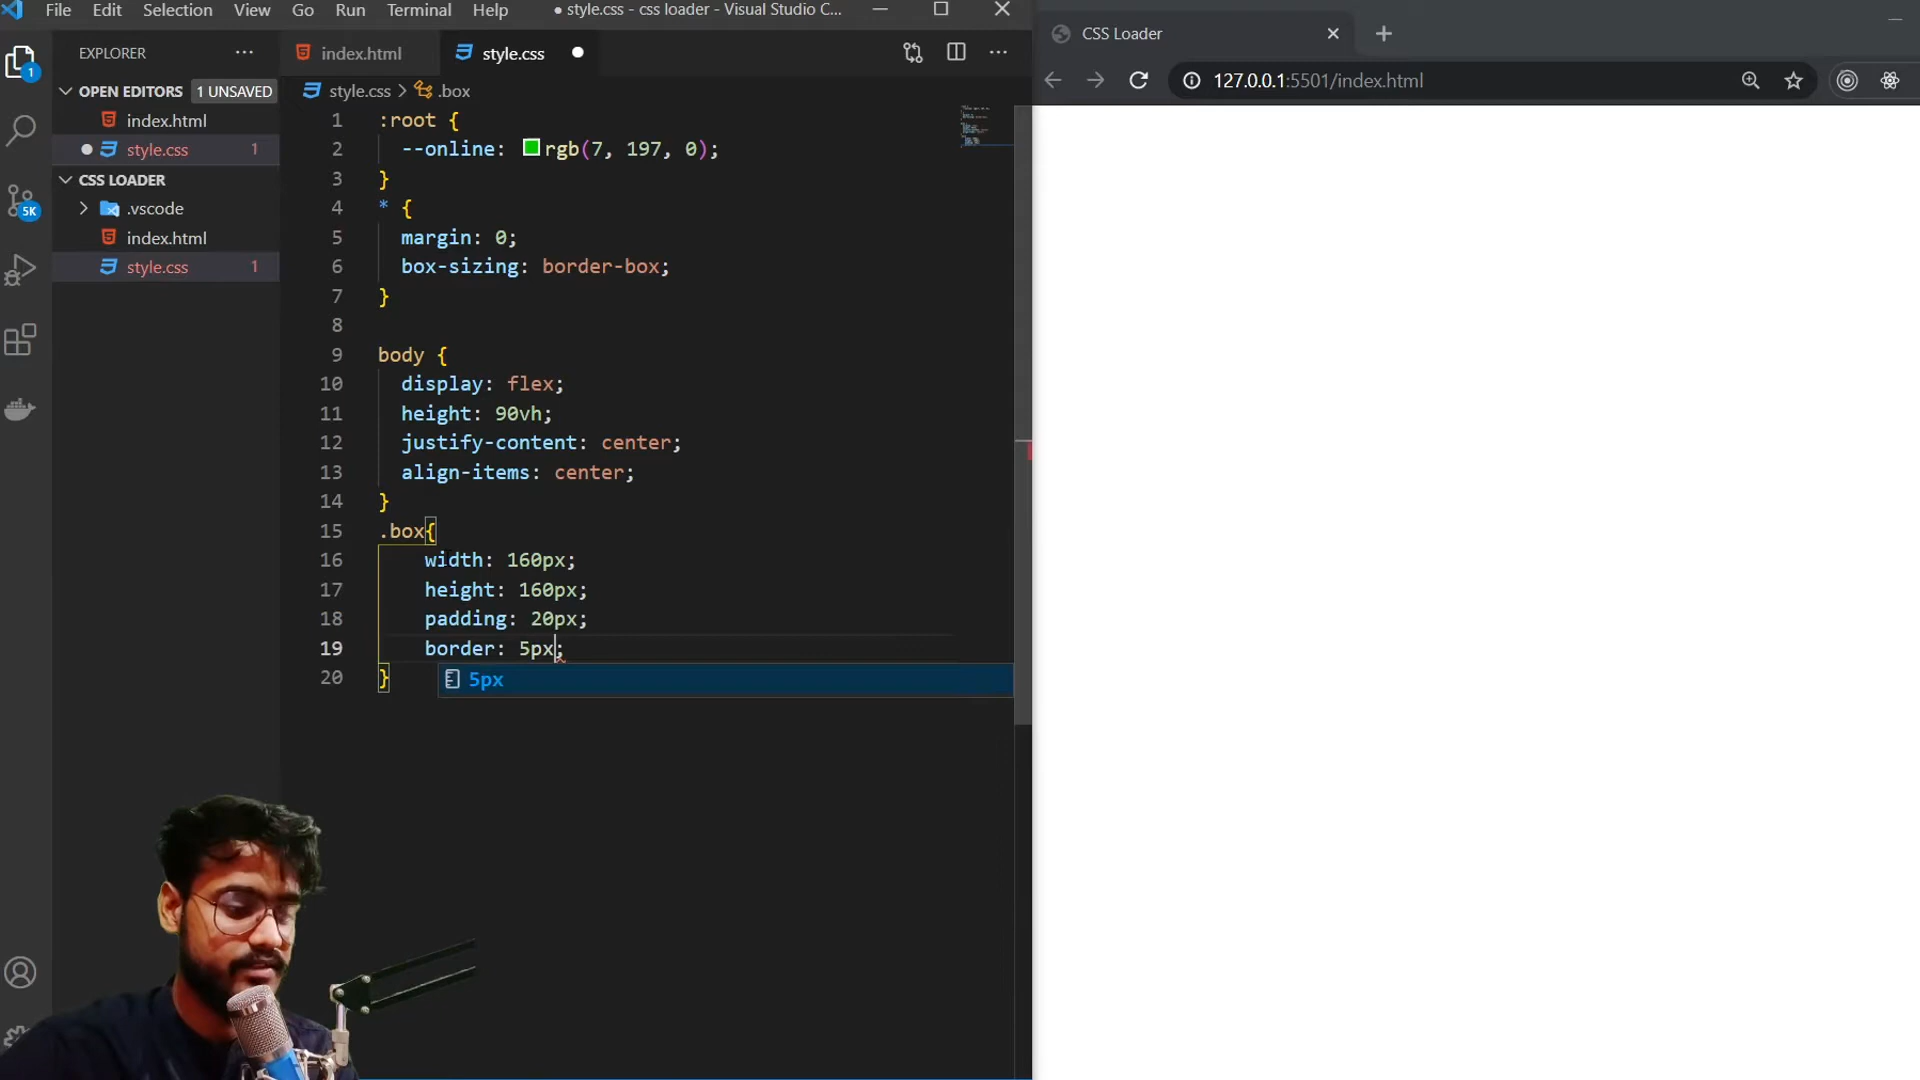 File Edit Selection View Go Run Terminal Help
● style.css - css loader - Visual Studio C...
EXPLORER
OPEN EDITORS 1 UNSAVED
index.html
style.css 1
CSS LOADER
.vscode
index.html
style.css 1
1
5K
index.html
style.css
style.css > .box
1 :root {
2 --online: rgb(7, 197, 0);
3 }
4 * {
5 margin: 0;
6 box-sizing: border-box;
7 }
8
9 body {
10 display: flex;
11 height: 90vh;
12 justify-content: center;
13 align-items: center;
14 }
15 .box{
16 width: 160px;
17 height: 160px;
18 padding: 20px;
19 border: 5px;
20 }
5px
CSS Loader
127.0.0.1:5501/index.html